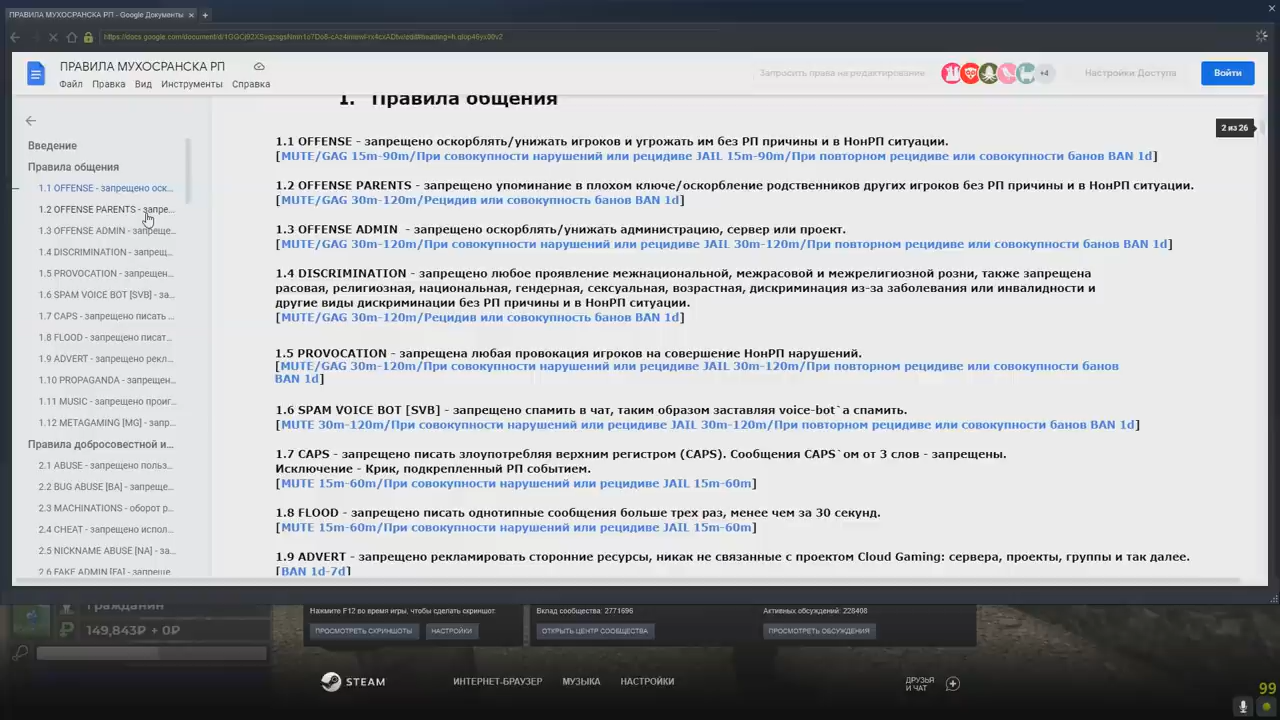 ПРАВИЛА МУХОСРАНСКА РП - Google Документы × +
ПРАВИЛА МУХОСРАНСКА РП
Файл Правка Вид Инструменты Справка
Запросить права на редактирование
+4
Настройки Доступа
Войти
Введение
Правила общения
1.1 OFFENSE - запрещено оск...
1.2 OFFENSE PARENTS - запре...
1.3 OFFENSE ADMIN - запреще...
1.4 DISCRIMINATION - запрещ...
1.5 PROVOCATION - запрещен...
1.6 SPAM VOICE BOT [SVB] - за...
1.7 CAPS - запрещено писать ...
1.8 FLOOD - запрещено писат...
1.9 ADVERT - запрещено рекл...
1.10 PROPAGANDA - запрещен...
1.11 MUSIC - запрещено проиг...
1.12 METAGAMING [MG] - запр...
Правила добросовестной и...
2.1 ABUSE - запрещено польз...
2.2 BUG ABUSE [BA] - запреще...
2.3 MACHINATIONS - оборот р...
2.4 CHEAT - запрещено испол...
2.5 NICKNAME ABUSE [NA] - за...
2.6 FAKE ADMIN [FA] - запреще...
1. Правила общения
2 из 26
1.1 OFFENSE - запрещено оскорблять/унижать игроков и угрожать им без РП причины и в НонРП ситуации.
[MUTE/GAG 15m-90m/При совокупности нарушений или рецидиве JAIL 15m-90m/При повторном рецидиве или совокупности банов BAN 1d]
1.2 OFFENSE PARENTS - запрещено упоминание в плохом ключе/оскорбление родственников других игроков без РП причины и в НонРП ситуации.
[MUTE/GAG 30m-120m/Рецидив или совокупность банов BAN 1d]
1.3 OFFENSE ADMIN - запрещено оскорблять/унижать администрацию, сервер или проект.
[MUTE/GAG 30m-120m/При совокупности нарушений или рецидиве JAIL 30m-120m/При повторном рецидиве или совокупности банов BAN 1d]
1.4 DISCRIMINATION - запрещено любое проявление межнациональной, межрасовой и межрелигиозной розни, также запрещена
расовая, религиозная, национальная, гендерная, сексуальная, возрастная, дискриминация из-за заболевания или инвалидности и
другие виды дискриминации без РП причины и в НонРП ситуации.
[MUTE/GAG 30m-120m/Рецидив или совокупность банов BAN 1d]
1.5 PROVOCATION - запрещена любая провокация игроков на совершение НонРП нарушений.
[MUTE/GAG 30m-120m/При совокупности нарушений или рецидиве JAIL 30m-120m/При повторном рецидиве или совокупности банов
BAN 1d]
1.6 SPAM VOICE BOT [SVB] - запрещено спамить в чат, таким образом заставляя voice-bot`а спамить.
[MUTE 30m-120m/При совокупности нарушений или рецидиве JAIL 30m-120m/При повторном рецидиве или совокупности банов BAN 1d]
1.7 CAPS - запрещено писать злоупотребляя верхним регистром (CAPS). Сообщения CAPS`ом от 3 слов - запрещены.
Исключение - Крик, подкрепленный РП событием.
[MUTE 15m-60m/При совокупности нарушений или рецидиве JAIL 15m-60m]
1.8 FLOOD - запрещено писать однотипные сообщения больше трех раз, менее чем за 30 секунд.
[MUTE 15m-60m/При совокупности нарушений или рецидиве JAIL 15m-60m]
1.9 ADVERT - запрещено рекламировать сторонние ресурсы, никак не связанные с проектом Cloud Gaming: сервера, проекты, группы и так далее.
[BAN 1d-7d]
Гражданин
149,843₽ + 0₽
Нажмите F12 во время игры, чтобы сделать скриншот.
ПРОСМОТРЕТЬ СКРИНШОТЫ НАСТРОЙКИ
Вклад сообщества: 2771696
ОТКРЫТЬ ЦЕНТР СООБЩЕСТВА
Активных обсуждений: 228408
ПРОСМОТРЕТЬ ОБСУЖДЕНИЯ
STEAM
ИНТЕРНЕТ-БРАУЗЕР МУЗЫКА НАСТРОЙКИ
ДРУЗЬЯ
И ЧАТ
99